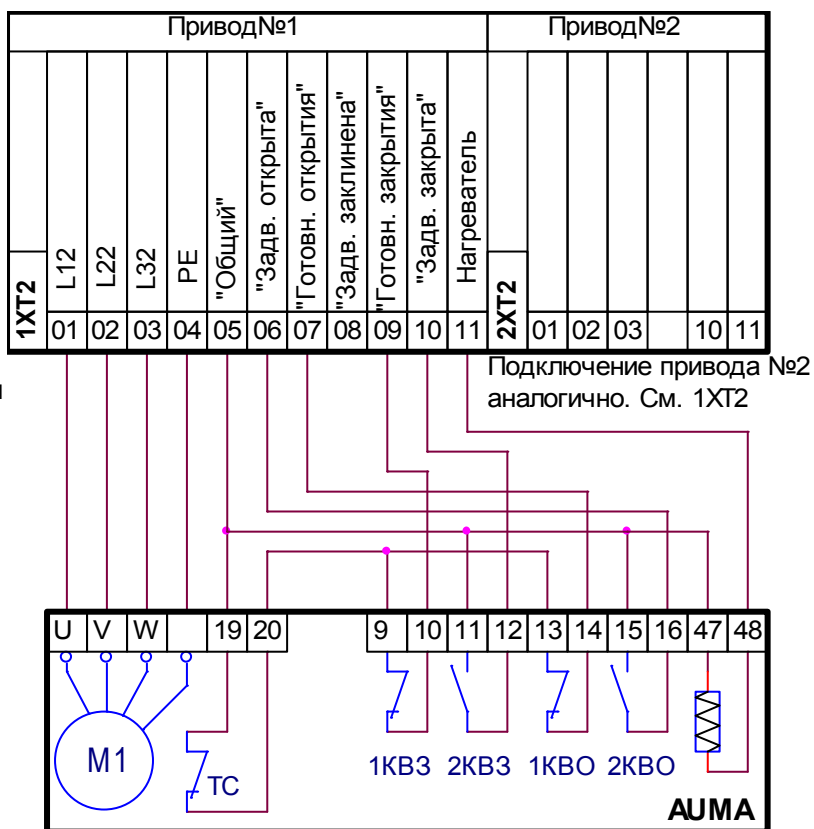 Привод№1
Привод№2
1XT2
L12
L22
L32
PE
"Общий"
"Задв. открыта"
"Готовн. открытия"
"Задв. заклинена"
"Готовн. закрытия"
"Задв. закрыта"
Нагреватель
2XT2
01 02 03 04 05 06 07 08 09 10 11
01 02 03 10 11
Подключение привода №2
аналогично. См. 1XT2
U V W 19 20 9 10 11 12 13 14 15 16 47 48
М1
ТС
1КВЗ 2КВЗ 1КВО 2КВО
AUMA